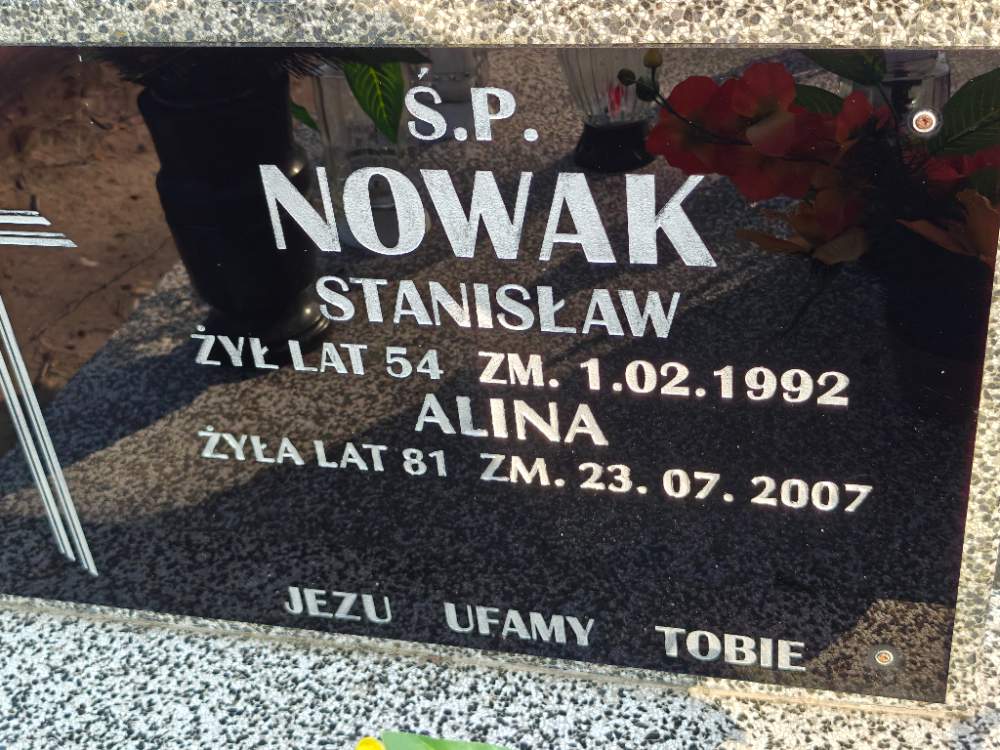 Ś.P.
NOWAK
STANISŁAW
ŻYŁ LAT 54 ZM. 1.02.1992
ALINA
ŻYŁA LAT 81 ZM. 23.07.2007
JEZU UFAMY TOBIE